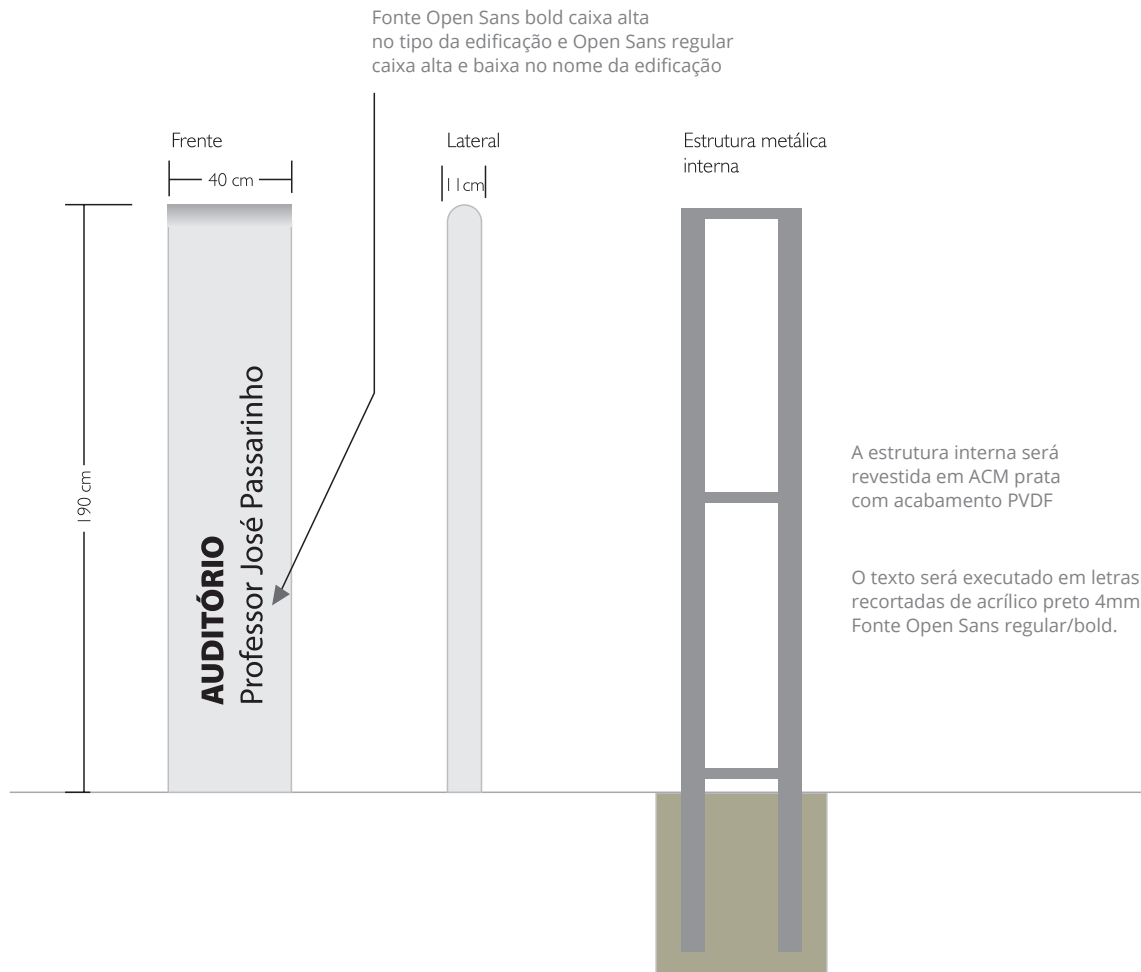 Fonte Open Sans bold caixa alta
no tipo da edificação e Open Sans regular
caixa alta e baixa no nome da edificação
Frente
Lateral
Estrutura metálica
interna
40 cm
11cm
190 cm
AUDITÓRIO
Professor José Passarinho
A estrutura interna será
revestida em ACM prata
com acabamento PVDF
O texto será executado em letras
recortadas de acrílico preto 4mm
Fonte Open Sans regular/bold.